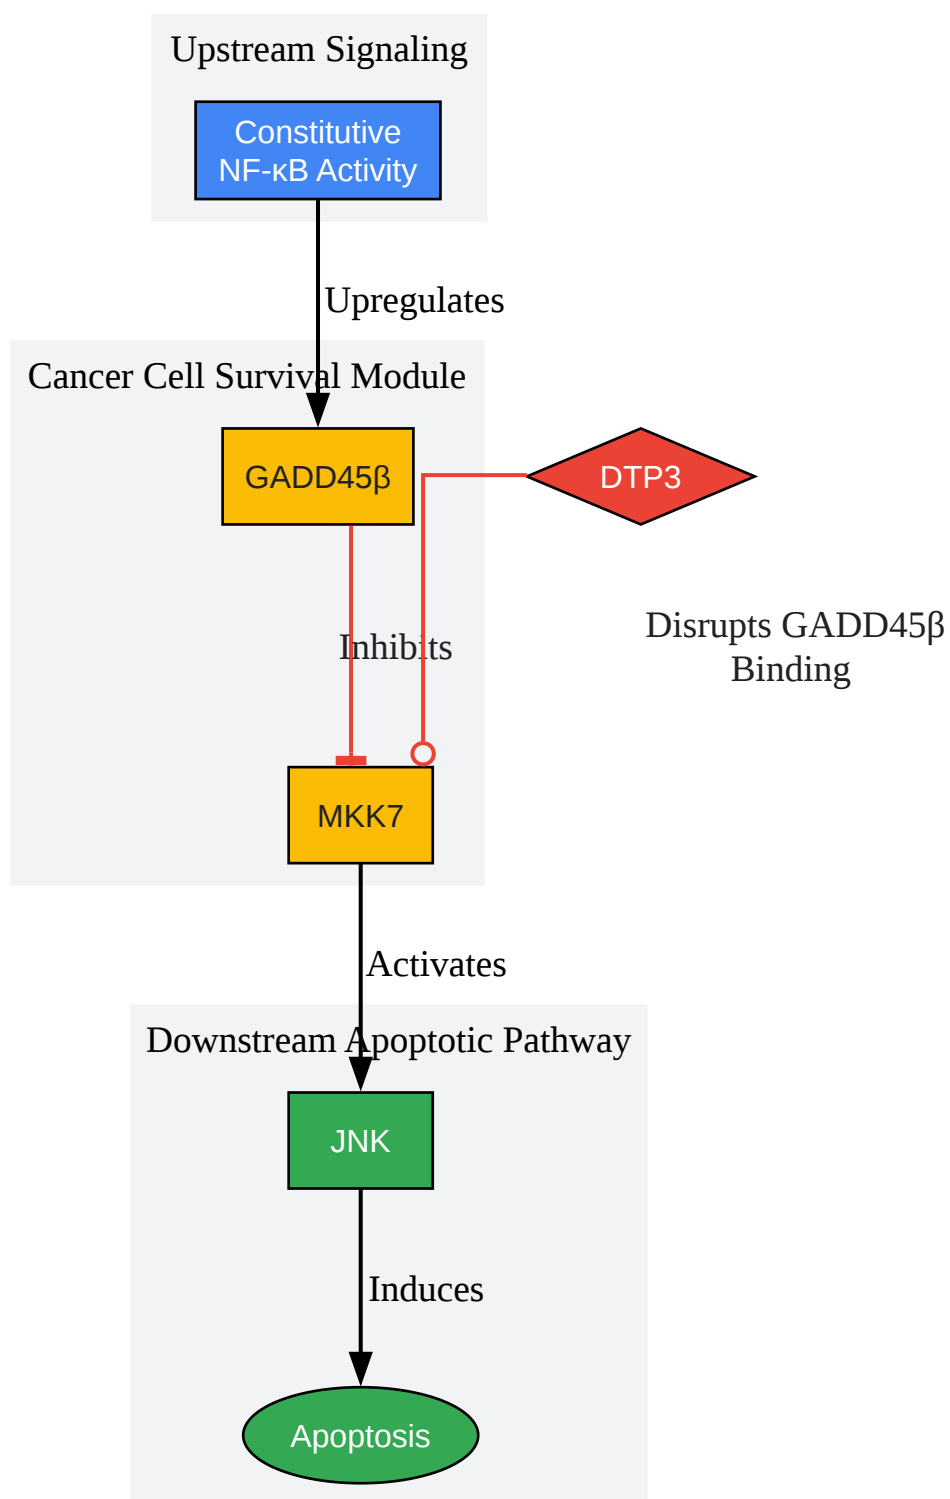 Upstream Signaling
Constitutive
NF-κB Activity
Upregulates
Cancer Cell Survival Module
GADD45β
DTP3
Inhibits
Disrupts GADD45β
Binding
MKK7
Activates
Downstream Apoptotic Pathway
JNK
Induces
Apoptosis